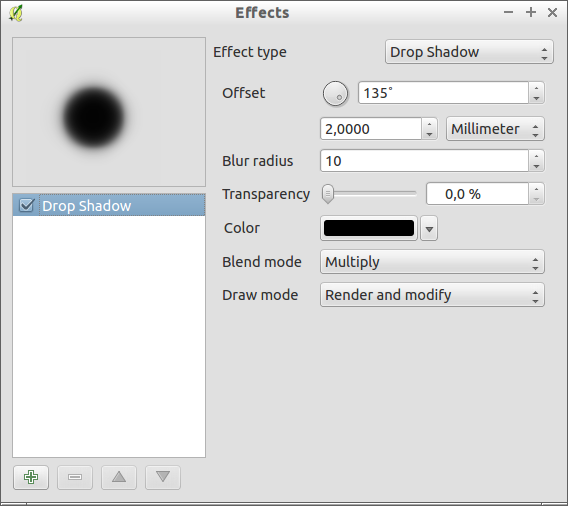 Effects
Effect type Drop Shadow
Offset 135˚
2,0000 Millimeter
Blur radius 10
Transparency 0,0 %
Color
Blend mode Multiply
Draw mode Render and modify
Drop Shadow